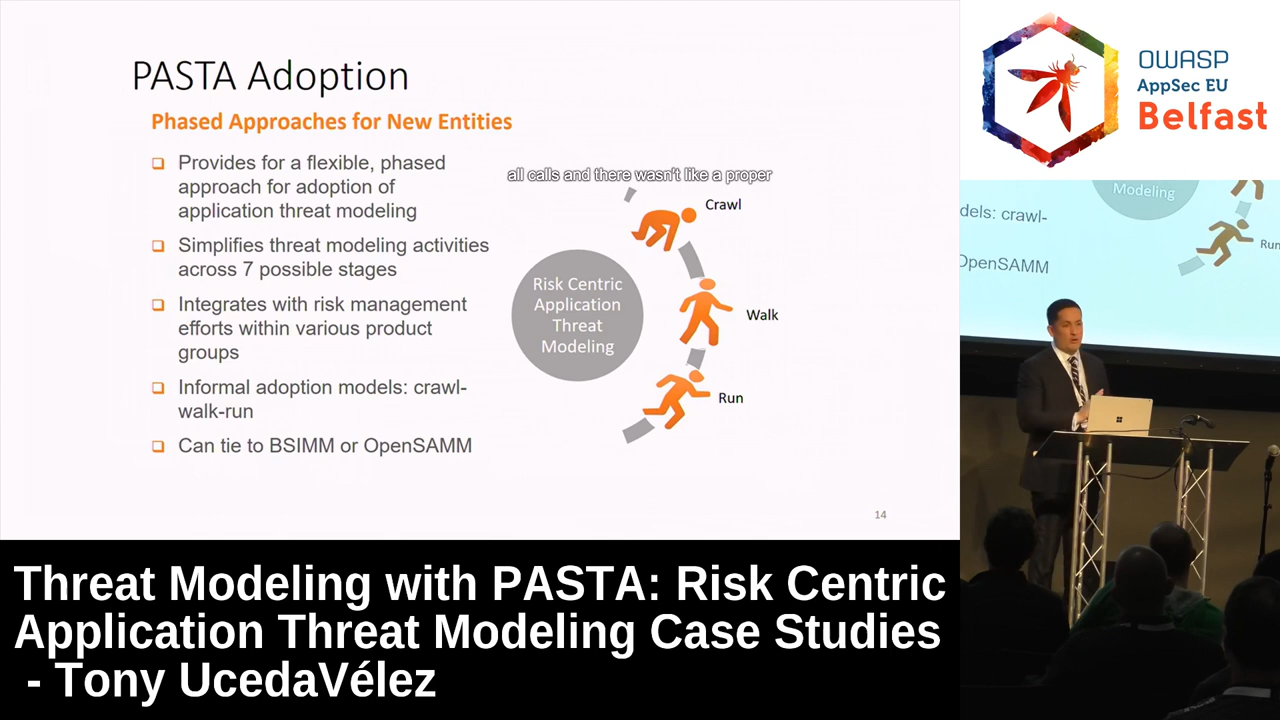 PASTA Adoption
Phased Approaches for New Entities
Provides for a flexible, phased
approach for adoption of
application threat modeling
Simplifies threat modeling activities
across 7 possible stages
Integrates with risk management
efforts within various product
groups
Informal adoption models: crawl-
walk-run
Can tie to BSIMM or OpenSAMM
all calls and there wasn't like a proper
Crawl
Risk Centric
Application
Threat
Modeling
Walk
Run
14
OWASP
AppSec EU
Belfast
Modeling
dels: crawl-
OpenSAMM
Run
Threat Modeling with PASTA: Risk Centric
Application Threat Modeling Case Studies
- Tony UcedaVélez